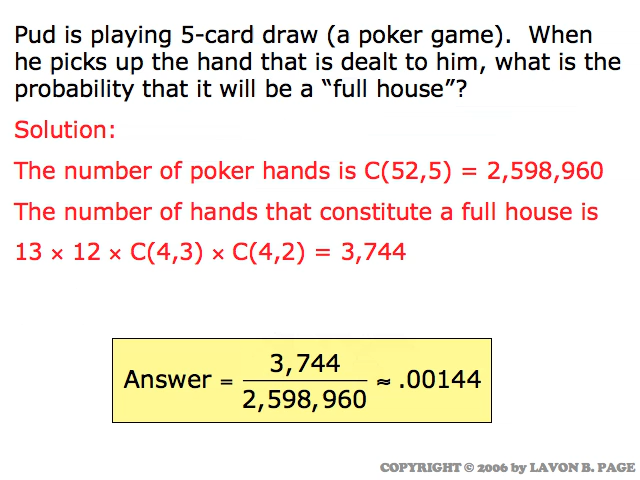 Pud is playing 5-card draw (a poker game).  When
he picks up the hand that is dealt to him, what is the
probability that it will be a “full house”?
Solution:
The number of poker hands is C(52,5) = 2,598,960
The number of hands that constitute a full house is
13 × 12 × C(4,3) × C(4,2) = 3,744
3,744
Answer = ≈ .00144
2,598,960
COPYRIGHT © 2006 by LAVON B. PAGE